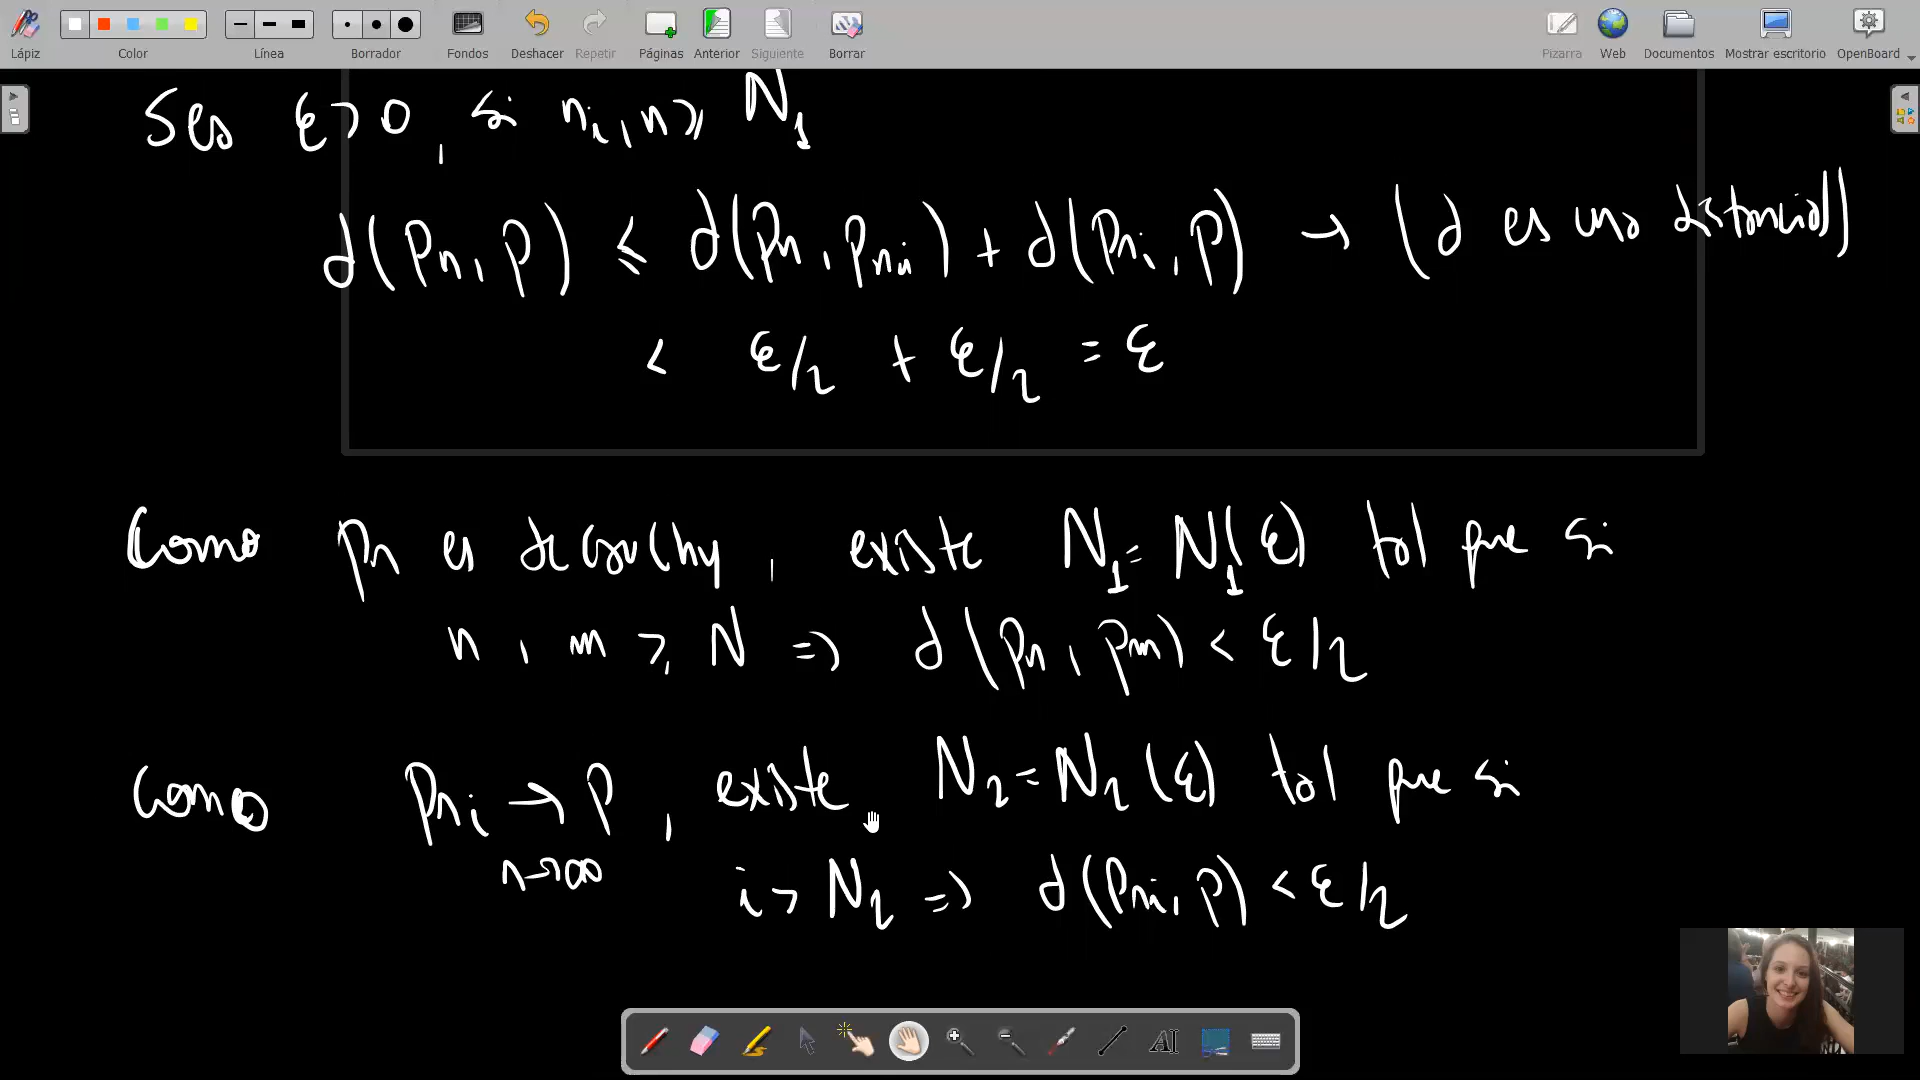 Lápiz Color Línea Borrador Fondos Deshacer Repetir Páginas Anterior Siguiente Borrar Pizarra Web Documentos Mostrar escritorio OpenBoard
Sea ε>0, si nᵢ, n ≥ N₁
d(pn, p) ≤ d(pn, pnᵢ) + d(pnᵢ, p) → (d es una distancia)
< ε/2 + ε/2 = ε
Como pn es de Cauchy, existe N₁ = N₁(ε) tal que si
n, m ≥ N ⇒ d(pn, pm) < ε/2
Como pnᵢ → p, existe N₂ = N₂(ε) tal que si
n→∞
i > N₂ ⇒ d(pnᵢ, p) < ε/2